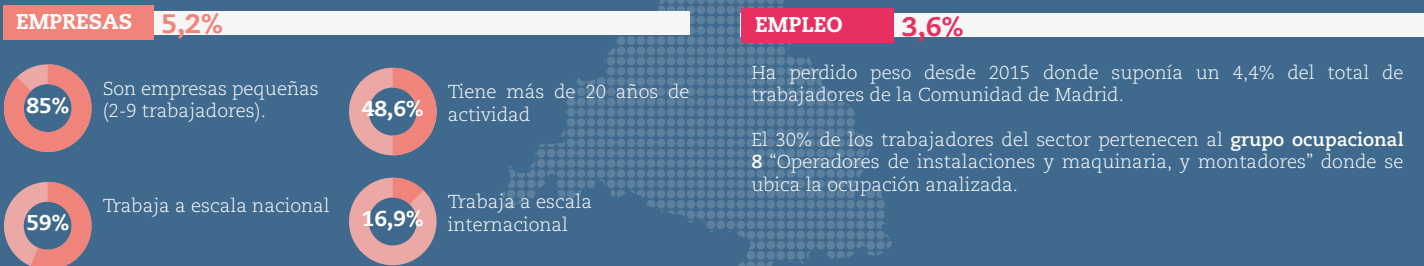 EMPRESAS 5,2%
85%
Son empresas pequeñas
(2-9 trabajadores).
48,6%
Tiene más de 20 años de
actividad
59%
Trabaja a escala nacional
16,9%
Trabaja a escala
internacional
EMPLEO 3,6%
Ha perdido peso desde 2015 donde suponía un 4,4% del total de
trabajadores de la Comunidad de Madrid.
El 30% de los trabajadores del sector pertenecen al grupo ocupacional
8 “Operadores de instalaciones y maquinaria, y montadores” donde se
ubica la ocupación analizada.